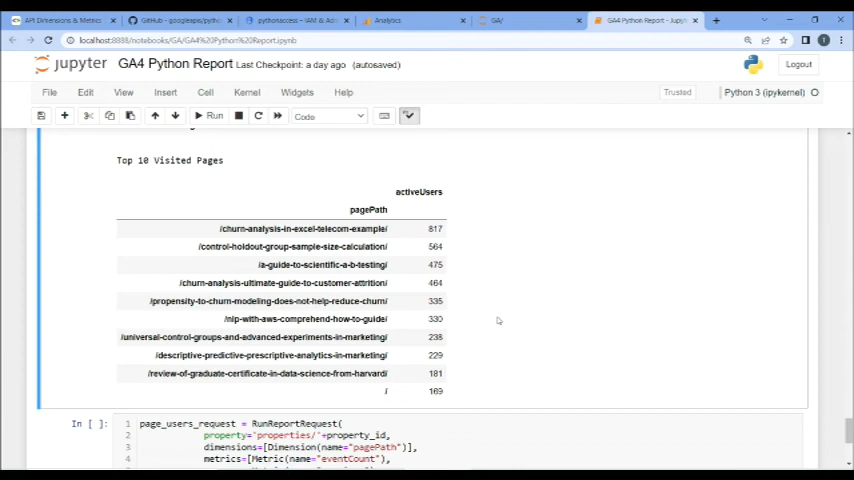 API Dimensions & Metrics
GitHub - googleapis/pytho
pythonaccess – IAM & Ad
Analytics
GA/
GA4 Python Report - Jupyt
localhost:8888/notebooks/GA/GA4%20Python%20Report.ipynb
jupyter GA4 Python Report Last Checkpoint: a day ago (autosaved)
Logout
File Edit View Insert Cell Kernel Widgets Help
Trusted
Python 3 (ipykernel)
Run
Code
Top 10 Visited Pages
activeUsers
pagePath
/churn-analysis-in-excel-telecom-example/ 817
/control-holdout-group-sample-size-calculation/ 564
/a-guide-to-scientific-a-b-testing/ 475
/churn-analysis-ultimate-guide-to-customer-attrition/ 464
/propensity-to-churn-modeling-does-not-help-reduce-churn/ 335
/nlp-with-aws-comprehend-how-to-guide/ 330
/universal-control-groups-and-advanced-experiments-in-marketing/ 238
/descriptive-predictive-prescriptive-analytics-in-marketing/ 229
/review-of-graduate-certificate-in-data-science-from-harvard/ 181
/ 169
In [ ]: 1 page_users_request = RunReportRequest(
2 property='properties/'+property_id,
3 dimensions=[Dimension(name="pagePath")],
4 metrics=[Metric(name="eventCount"),